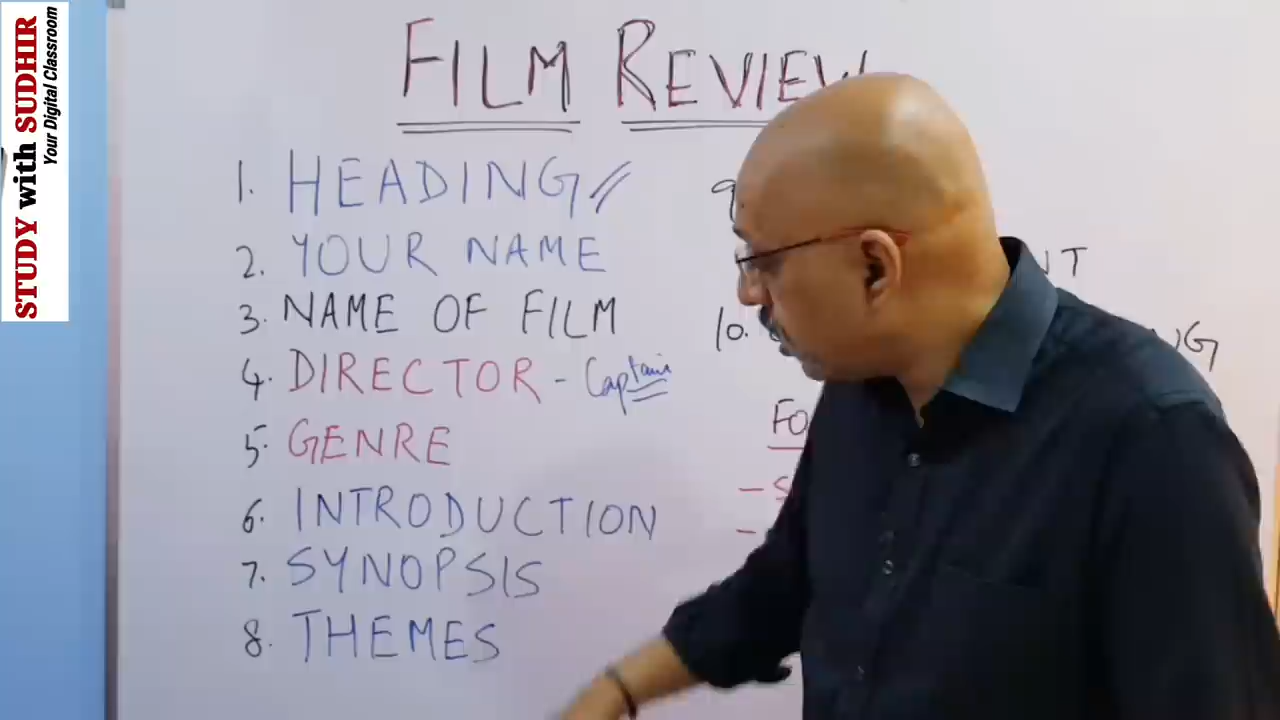 STUDY with SUDHIR
Your Digital Classroom
FILM REVIEW
1. HEADING
2. YOUR NAME
3. NAME OF FILM
4. DIRECTOR - Captain
5. GENRE
6. INTRODUCTION
7. SYNOPSIS
8. THEMES
9
10.